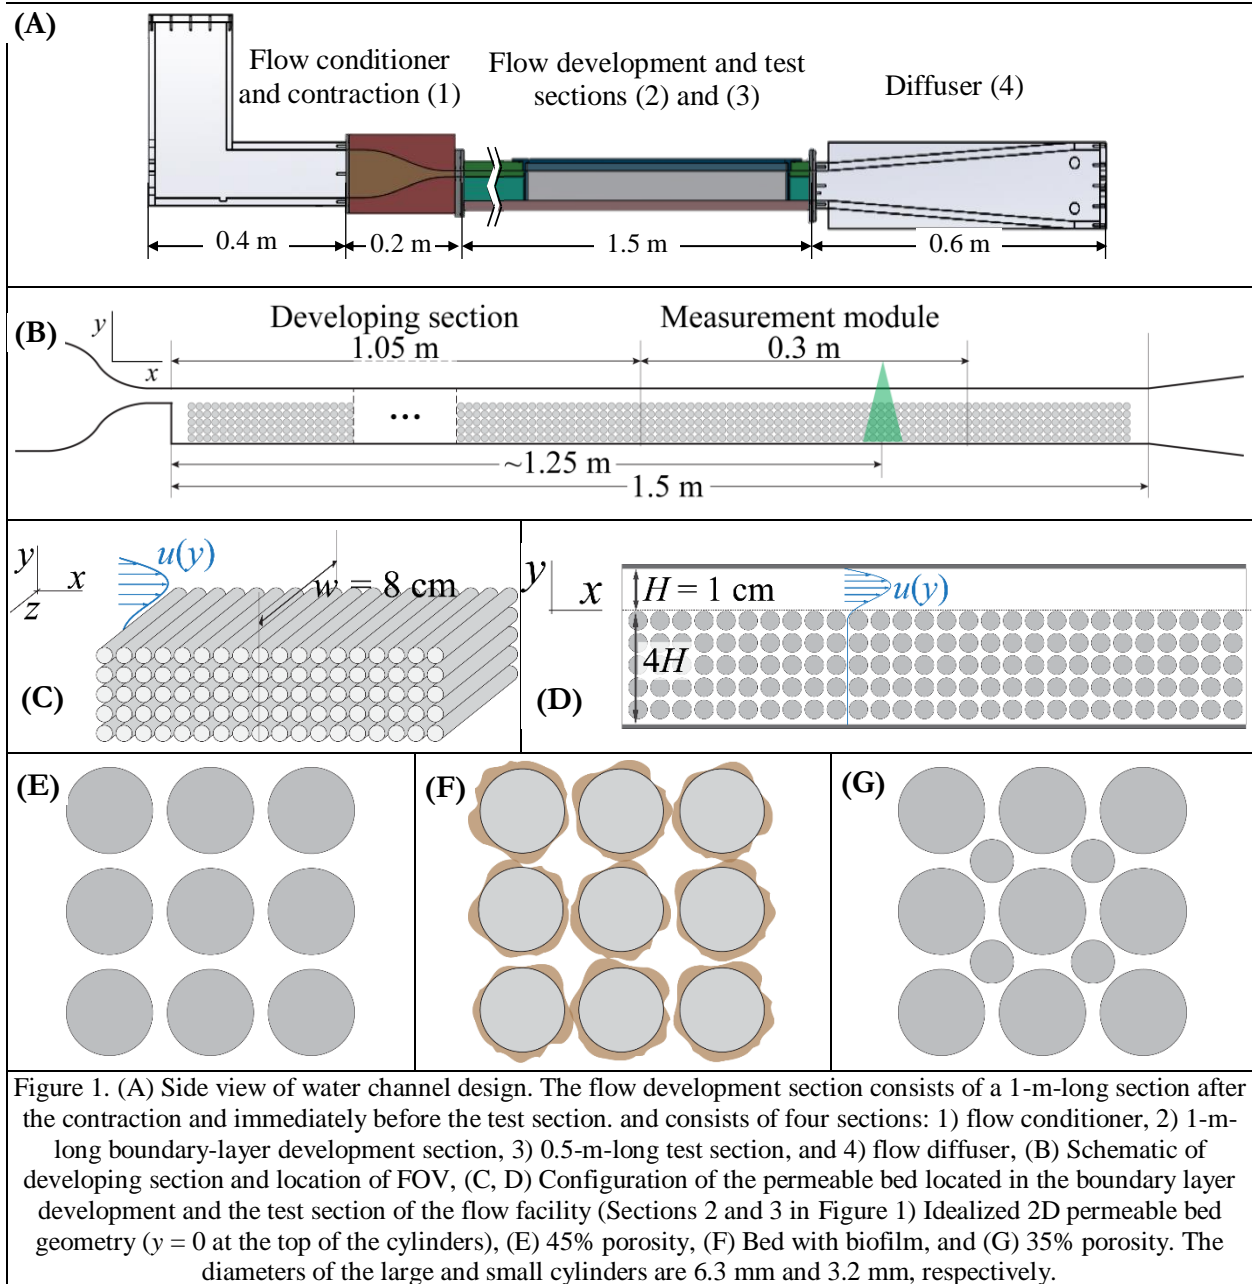 (A)
Flow conditioner
and contraction (1)
Flow development and test
sections (2) and (3)
Diffuser (4)
0.4 m
0.2 m
1.5 m
0.6 m
(B)
y
x
Developing section
1.05 m
Measurement module
0.3 m
...
~1.25 m
1.5 m
(C)
y
x
z
u(y)
w = 8 cm
(D)
y
x
H = 1 cm
u(y)
4H
(E)
(F)
(G)
Figure 1. (A) Side view of water channel design. The flow development section consists of a 1-m-long section after
the contraction and immediately before the test section. and consists of four sections: 1) flow conditioner, 2) 1-m-
long boundary-layer development section, 3) 0.5-m-long test section, and 4) flow diffuser, (B) Schematic of
developing section and location of FOV, (C, D) Configuration of the permeable bed located in the boundary layer
development and the test section of the flow facility (Sections 2 and 3 in Figure 1) Idealized 2D permeable bed
geometry (y = 0 at the top of the cylinders), (E) 45% porosity, (F) Bed with biofilm, and (G) 35% porosity. The
diameters of the large and small cylinders are 6.3 mm and 3.2 mm, respectively.